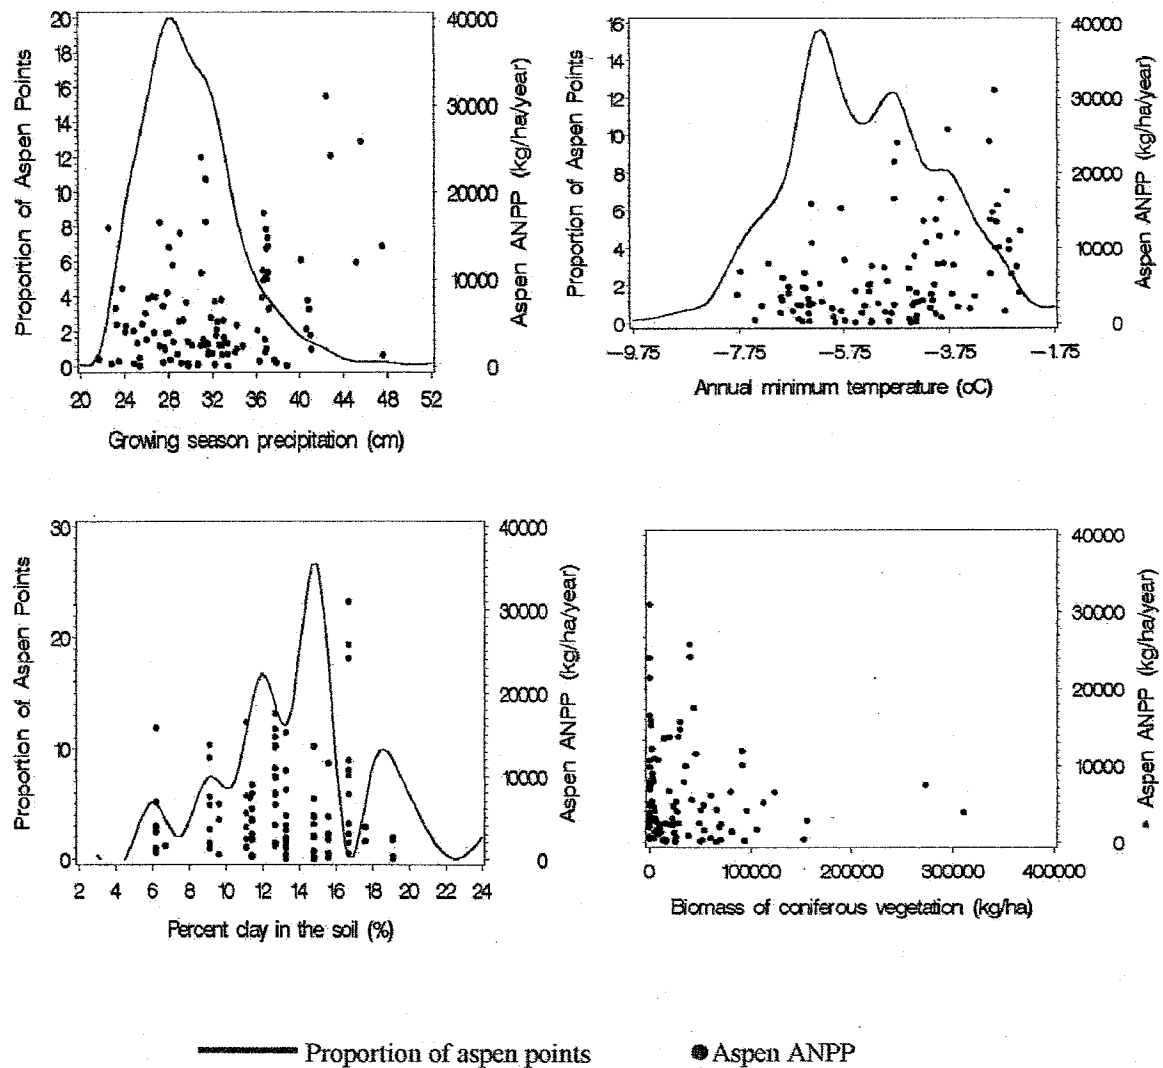 20
18
16
14
12
10
8
6
4
2
0
Proportion of Aspen Points
40000
30000
20000
10000
0
Aspen ANPP (kg/ha/year)
20 24 28 32 36 40 44 48 52
Growing season precipitation (cm)
16
14
12
10
8
6
4
2
0
Proportion of Aspen Points
40000
30000
20000
10000
0
Aspen ANPP (kg/ha/year)
-9.75 -7.75 -5.75 -3.75 -1.75
Annual minimum temperature (oC)
30
20
10
0
Proportion of Aspen Points
40000
30000
20000
10000
0
Aspen ANPP (kg/ha/year)
2 4 6 8 10 12 14 16 18 20 22 24
Percent clay in the soil (%)
40000
30000
20000
10000
0
* Aspen ANPP (kg/ha/year)
0 100000 200000 300000 400000
Biomass of coniferous vegetation (kg/ha)
Proportion of aspen points
Aspen ANPP